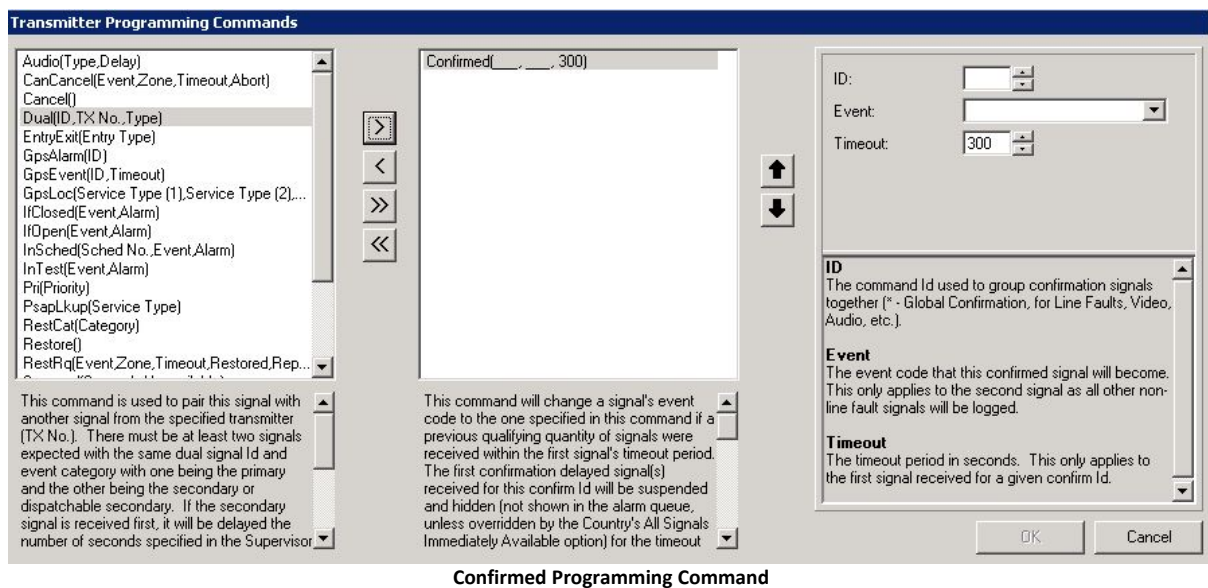 Transmitter Programming Commands
Audio(Type,Delay)
CanCancel(Event,Zone,Timeout,Abort)
Cancel()
Dual(ID,TX No.,Type)
EntryExit(Entry Type)
GpsAlarm(ID)
GpsEvent(ID,Timeout)
GpsLoc(Service Type (1),Service Type (2),...
IfClosed(Event,Alarm)
IfOpen(Event,Alarm)
InSched(Sched No.,Event,Alarm)
InTest(Event,Alarm)
Pri(Priority)
PsapLkup(Service Type)
RestCat(Category)
Restore()
RestRq(Event,Zone,Timeout,Restored,Rep...
This command is used to pair this signal with
another signal from the specified transmitter
(TX No.). There must be at least two signals
expected with the same dual signal Id and
event category with one being the primary
and the other being the secondary or
dispatchable secondary. If the secondary
signal is received first, it will be delayed the
number of seconds specified in the Supervisor
>
<
>>
<<
Confirmed(___, ___, 300)
This command will change a signal's event
code to the one specified in this command if a
previous qualifying quantity of signals were
received within the first signal's timeout period.
The first confirmation delayed signal(s)
received for this confirm Id will be suspended
and hidden (not shown in the alarm queue,
unless overridden by the Country's All Signals
Immediately Available option) for the timeout
ID:
Event:
Timeout: 300
ID
The command Id used to group confirmation signals
together (* - Global Confirmation, for Line Faults, Video,
Audio, etc.).
Event
The event code that this confirmed signal will become.
This only applies to the second signal as all other non-
line fault signals will be logged.
Timeout
The timeout period in seconds. This only applies to
the first signal received for a given confirm Id.
OK
Cancel
Confirmed Programming Command